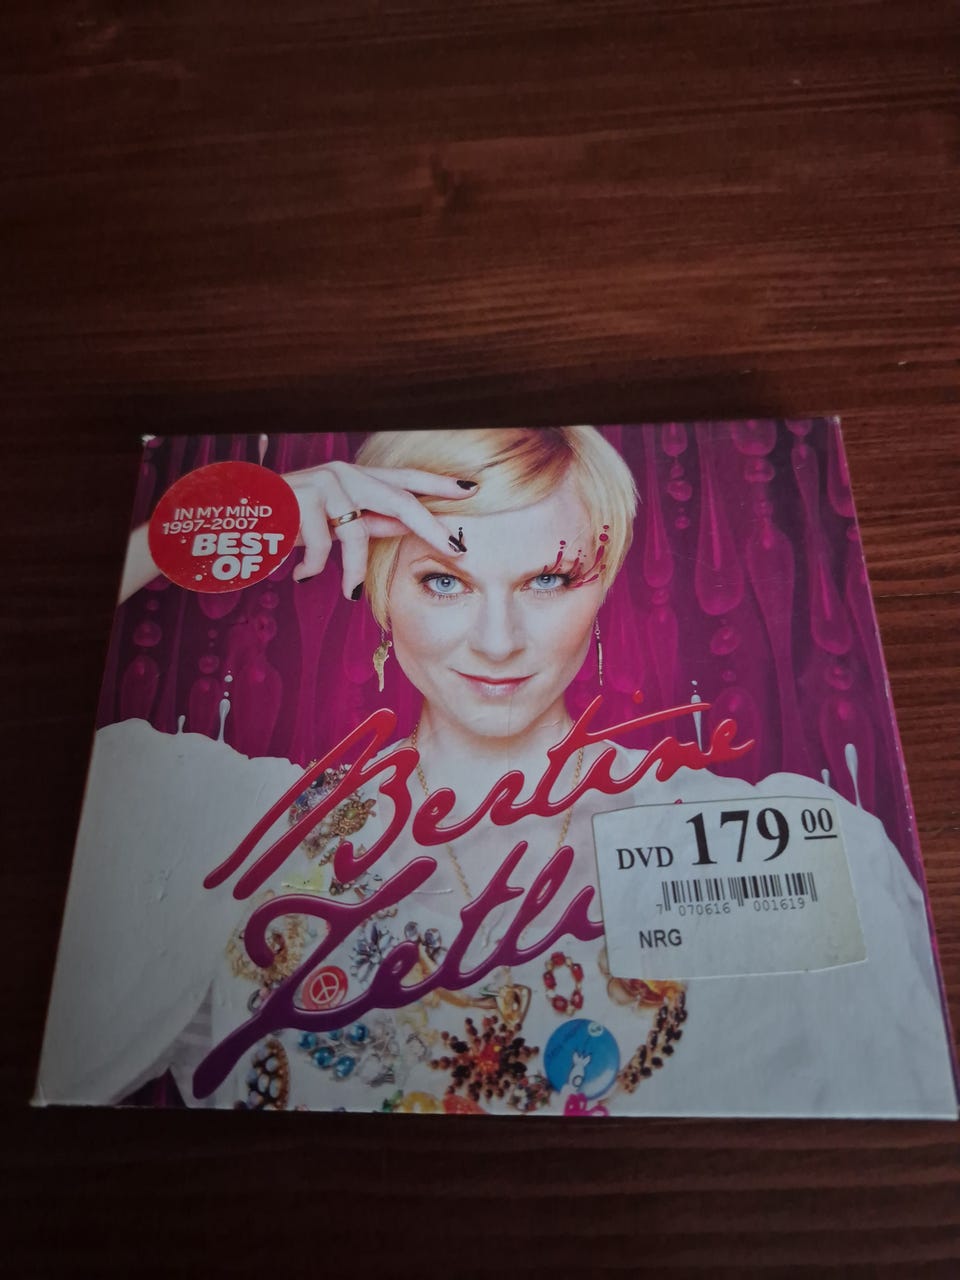 IN MY MIND
1997-2007
BEST
OF
Bertine
DVD 179 00
7 070616 001619
NRG